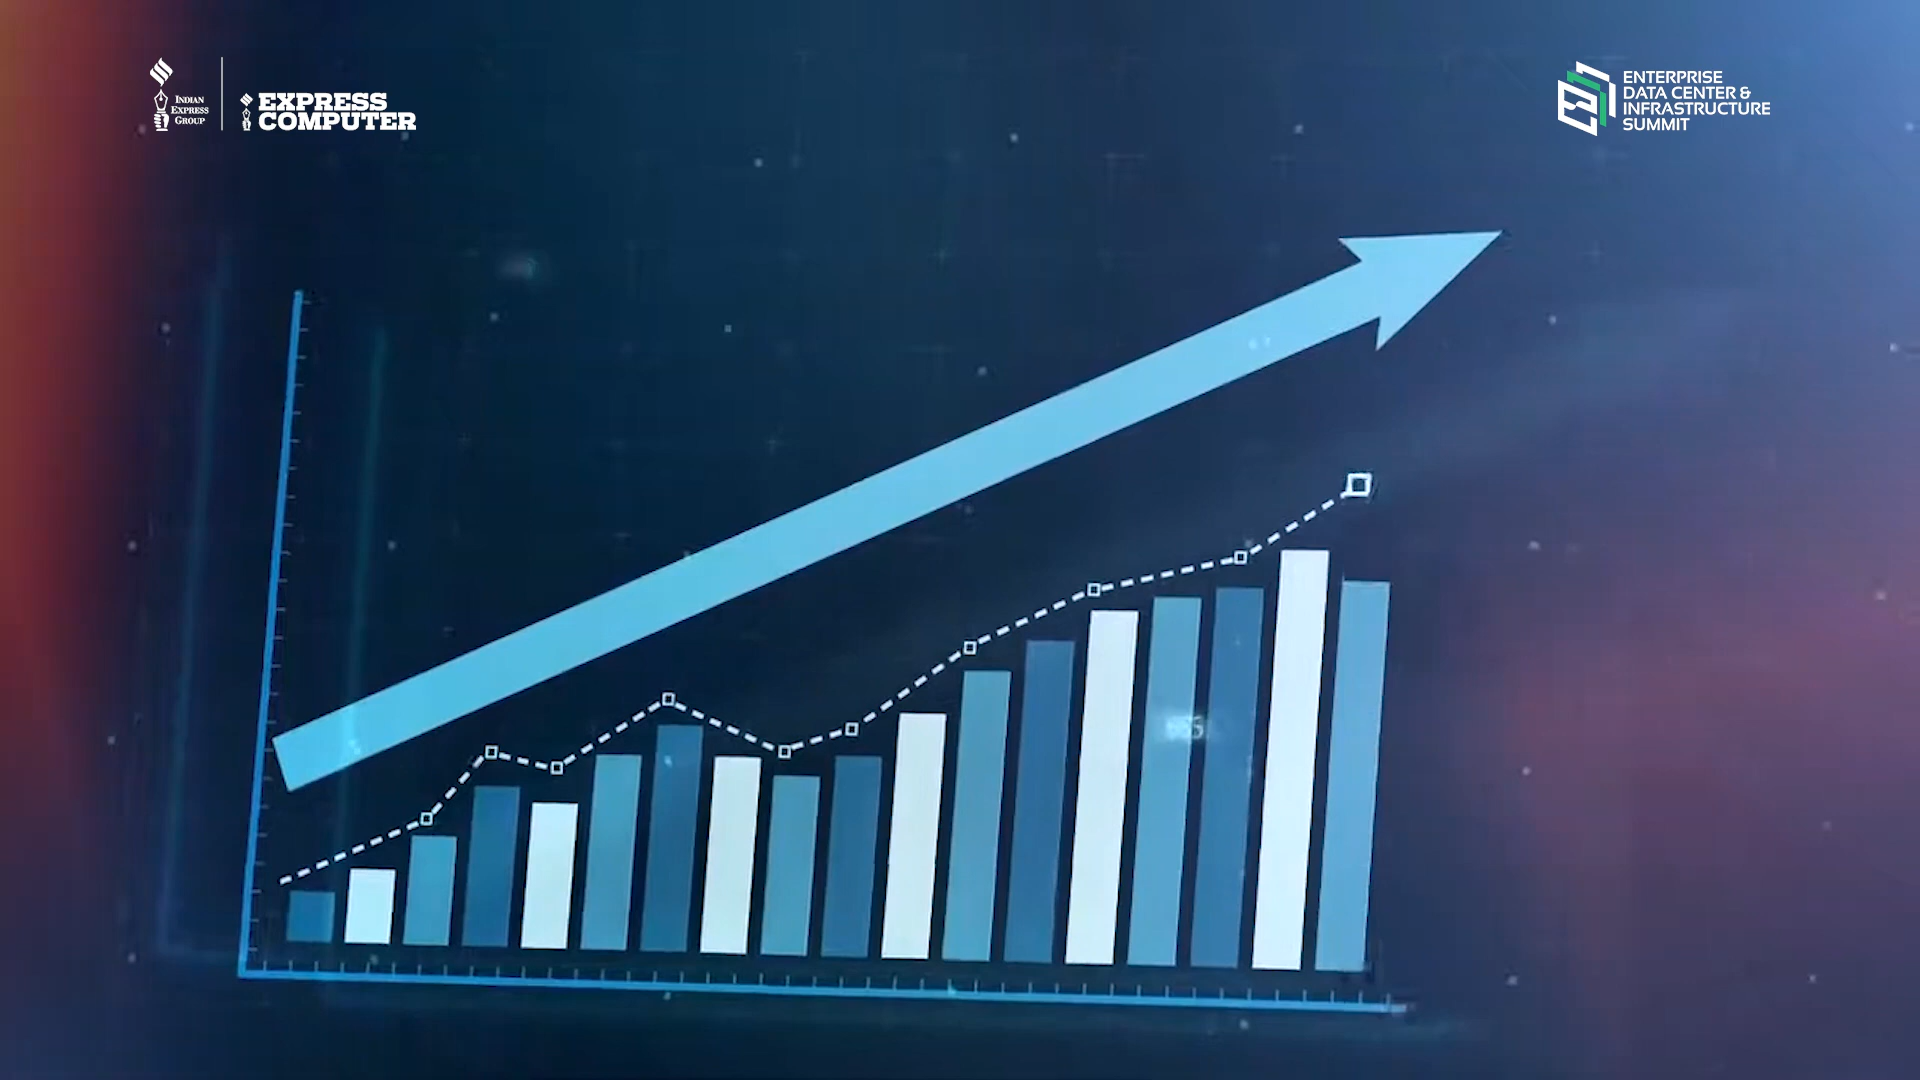 INDIAN
EXPRESS
GROUP
EXPRESS
COMPUTER
ENTERPRISE
DATA CENTER &
INFRASTRUCTURE
SUMMIT